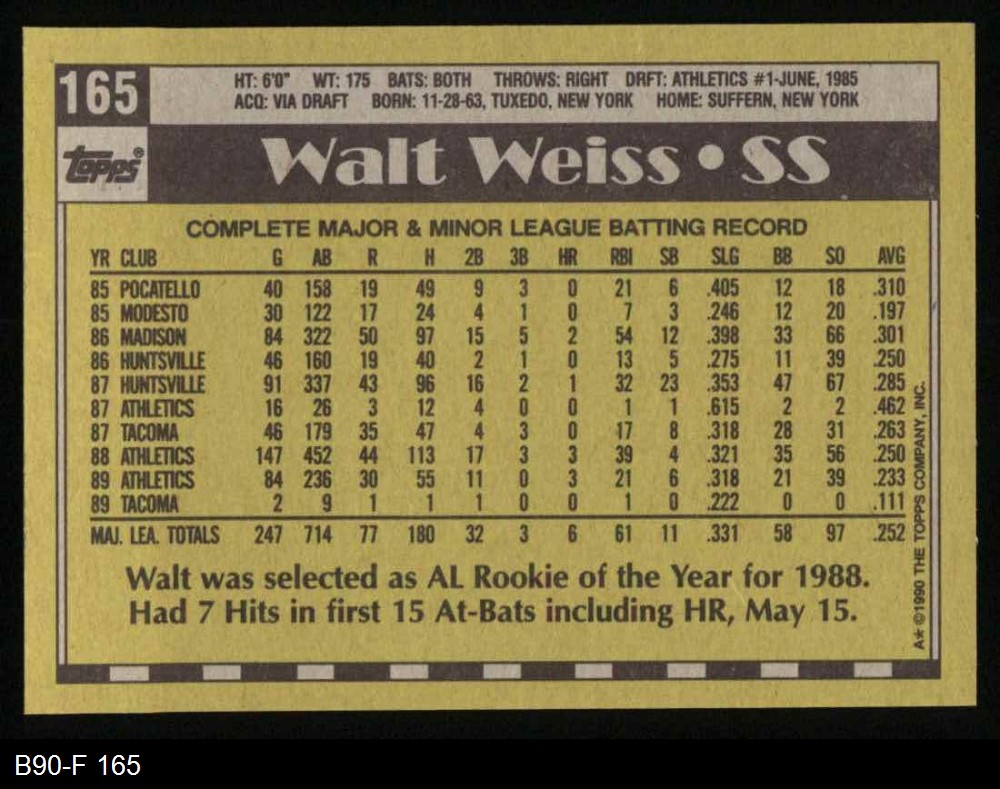 165
HT: 6'0" WT: 175 BATS: BOTH THROWS: RIGHT DRFT: ATHLETICS #1-JUNE, 1985
ACQ: VIA DRAFT BORN: 11-28-63, TUXEDO, NEW YORK HOME: SUFFERN, NEW YORK
topps®
Walt Weiss • SS
COMPLETE MAJOR & MINOR LEAGUE BATTING RECORD
YR CLUB G AB R H 2B 3B HR RBI SB SLG BB SO AVG
85 POCATELLO 40 158 19 49 9 3 0 21 6 .405 12 18 .310
85 MODESTO 30 122 17 24 4 1 0 7 3 .246 12 20 .197
86 MADISON 84 322 50 97 15 5 2 54 12 .398 33 66 .301
86 HUNTSVILLE 46 160 19 40 2 1 0 13 5 .275 11 39 .250
87 HUNTSVILLE 91 337 43 96 16 2 1 32 23 .353 47 67 .285
87 ATHLETICS 16 26 3 12 4 0 0 1 1 .615 2 2 .462
87 TACOMA 46 179 35 47 4 3 0 17 8 .318 28 31 .263
88 ATHLETICS 147 452 44 113 17 3 3 39 4 .321 35 56 .250
89 ATHLETICS 84 236 30 55 11 0 3 21 6 .318 21 39 .233
89 TACOMA 2 9 1 1 1 0 0 1 0 .222 0 0 .111
MAJ. LEA. TOTALS 247 714 77 180 32 3 6 61 11 .331 58 97 .252
Walt was selected as AL Rookie of the Year for 1988.
Had 7 Hits in first 15 At-Bats including HR, May 15.
A★ ©1990 THE TOPPS COMPANY, INC.
B90-F 165